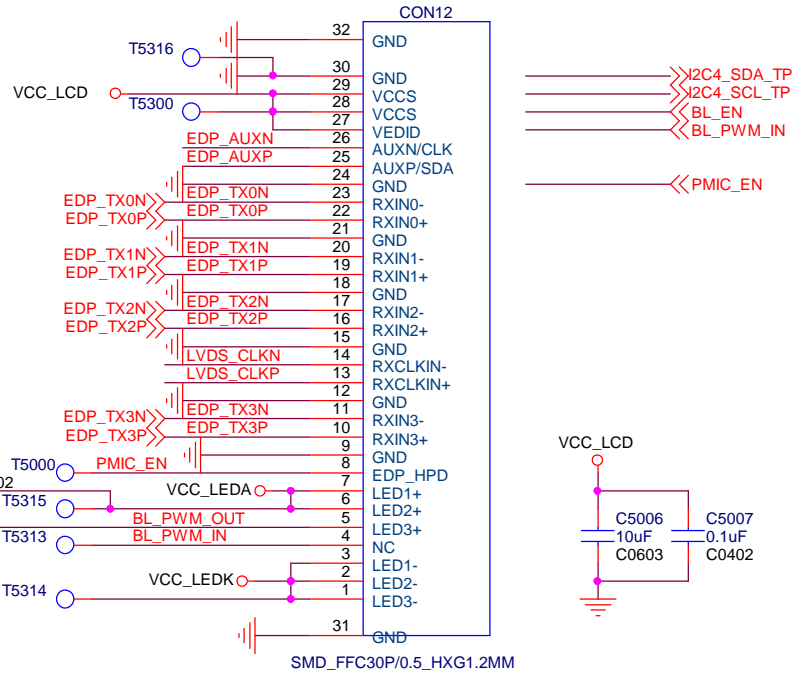 CON12
32 GND
T5316
30 GND
I2C4_SDA_TP
VCC_LCD
29 VCCS
I2C4_SCL_TP
T5300
28 VCCS
BL_EN
27 VEDID
BL_PWM_IN
EDP_AUXN 26 AUXN/CLK
EDP_AUXP 25 AUXP/SDA
24 GND
PMIC_EN
EDP_TX0N EDP_TX0N 23 RXIN0-
EDP_TX0P EDP_TX0P 22 RXIN0+
21 GND
EDP_TX1N EDP_TX1N 20 RXIN1-
EDP_TX1P EDP_TX1P 19 RXIN1+
18 GND
EDP_TX2N EDP_TX2N 17 RXIN2-
EDP_TX2P EDP_TX2P 16 RXIN2+
15 GND
LVDS_CLKN 14 RXCLKIN-
LVDS_CLKP 13 RXCLKIN+
12 GND
EDP_TX3N EDP_TX3N 11 RXIN3-
EDP_TX3P EDP_TX3P 10 RXIN3+
9 GND
T5000 PMIC_EN 8 EDP_HPD
02
VCC_LEDA 7 LED1+
T5315 6 LED2+
BL_PWM_OUT 5 LED3+
T5313 BL_PWM_IN 4 NC
3 LED1-
VCC_LEDK 2 LED2-
T5314 1 LED3-
31 GND
SMD_FFC30P/0.5_HXG1.2MM
VCC_LCD
C5006 C5007
10uF 0.1uF
C0603 C0402